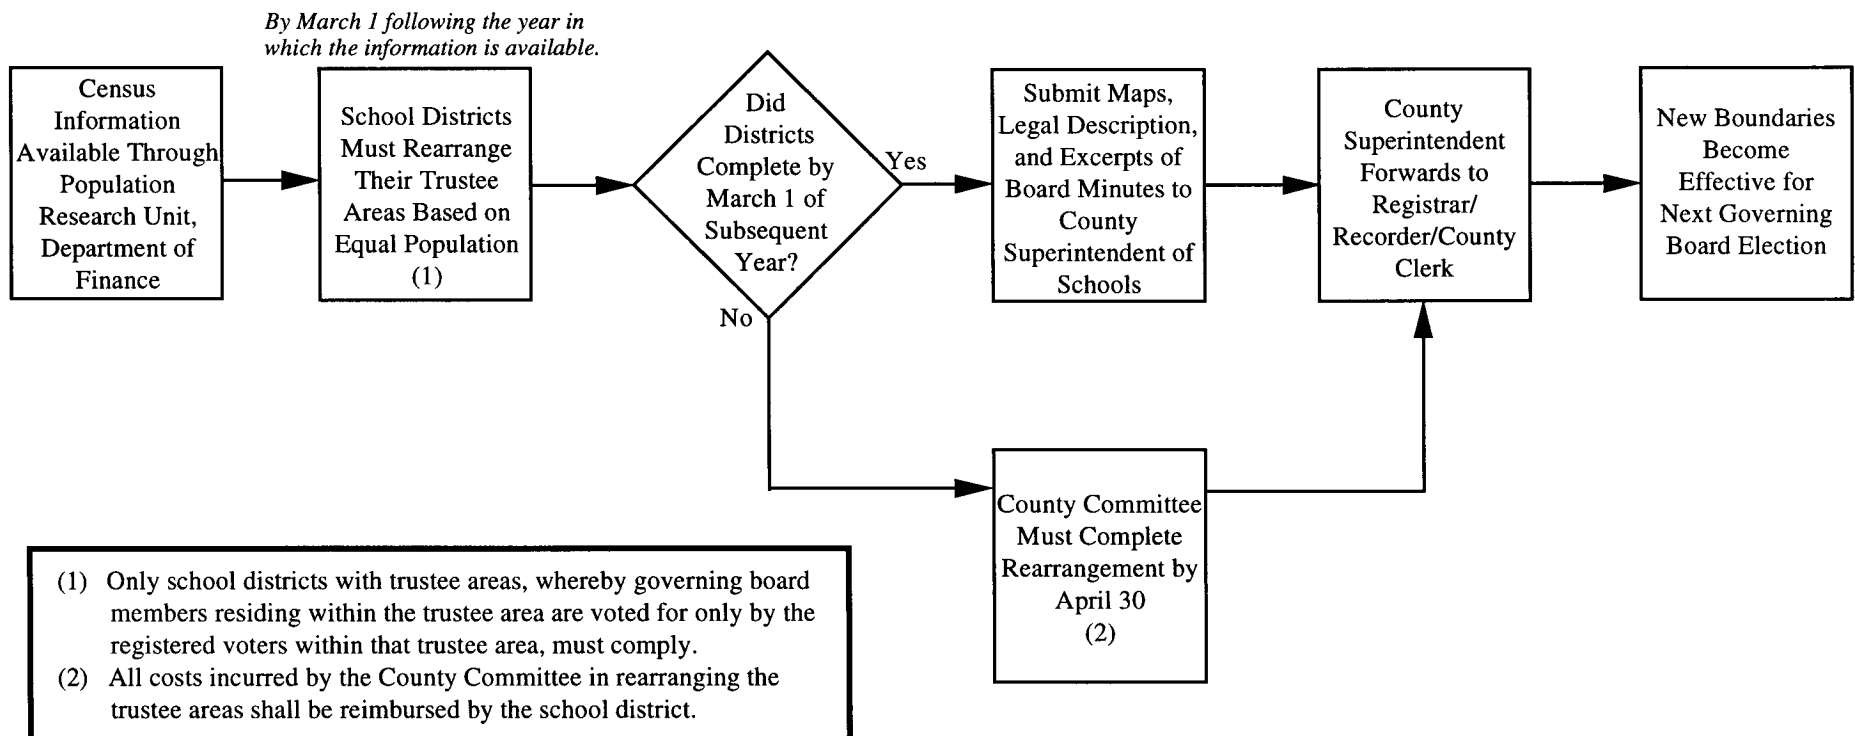 By March 1 following the year in
which the information is available.
Census
Information
Available Through
Population
Research Unit,
Department of
Finance
School Districts
Must Rearrange
Their Trustee
Areas Based on
Equal Population
(1)
Did
Districts
Complete by
March 1 of
Subsequent
Year?
Yes
No
Submit Maps,
Legal Description,
and Excerpts of
Board Minutes to
County
Superintendent of
Schools
County
Superintendent
Forwards to
Registrar/
Recorder/County
Clerk
New Boundaries
Become
Effective for
Next Governing
Board Election
County Committee
Must Complete
Rearrangement by
April 30
(2)
(1) Only school districts with trustee areas, whereby governing board
members residing within the trustee area are voted for only by the
registered voters within that trustee area, must comply.
(2) All costs incurred by the County Committee in rearranging the
trustee areas shall be reimbursed by the school district.